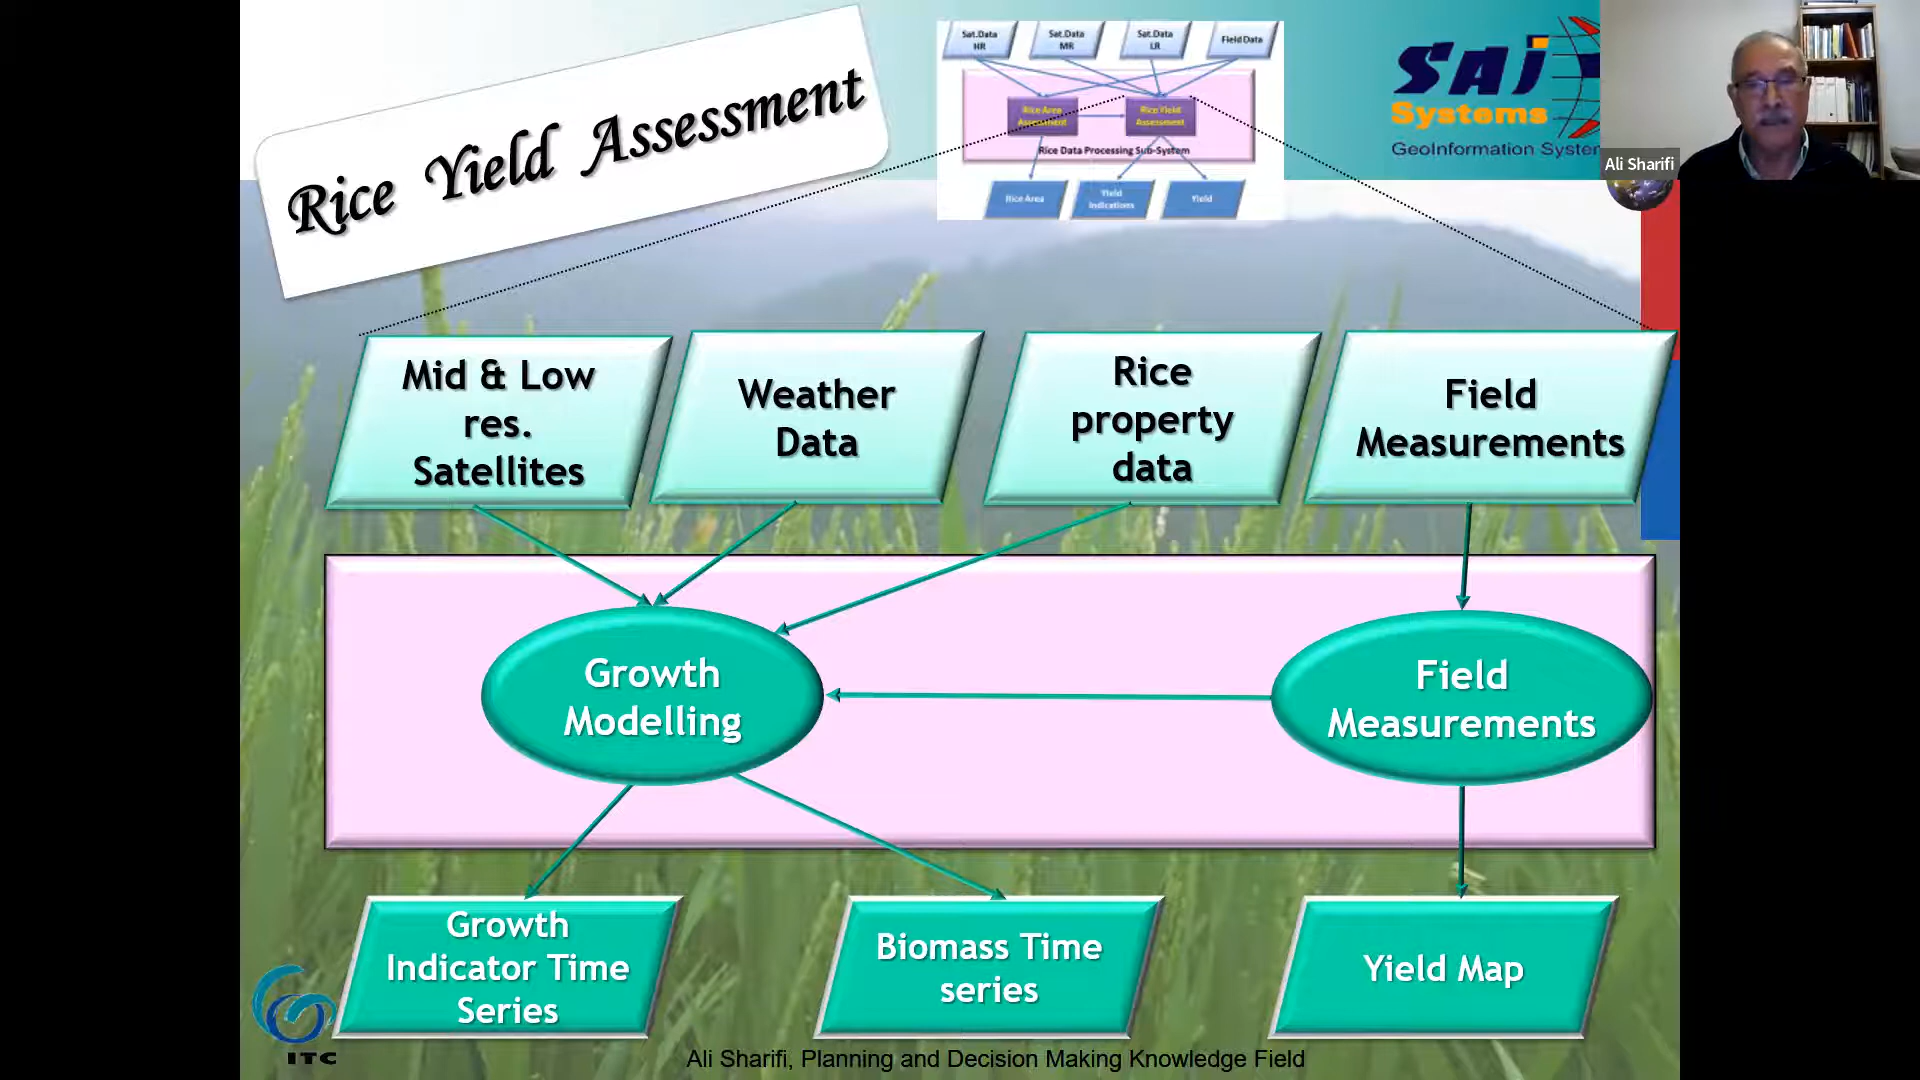 Rice Yield Assessment
Sat.Data
HR
Sat.Data
MR
Sat.Data
LR
Field Data
Rice Area
Assessment
Rice Yield
Assessment
Rice Data Processing Sub-System
Rice Area
Yield
Indications
Yield
SAJ
Systems
GeoInformation System
Ali Sharifi
Mid & Low
res.
Satellites
Weather
Data
Rice
property
data
Field
Measurements
Growth
Modelling
Field
Measurements
Growth
Indicator Time
Series
Biomass Time
series
Yield Map
ITC
Ali Sharifi, Planning and Decision Making Knowledge Field